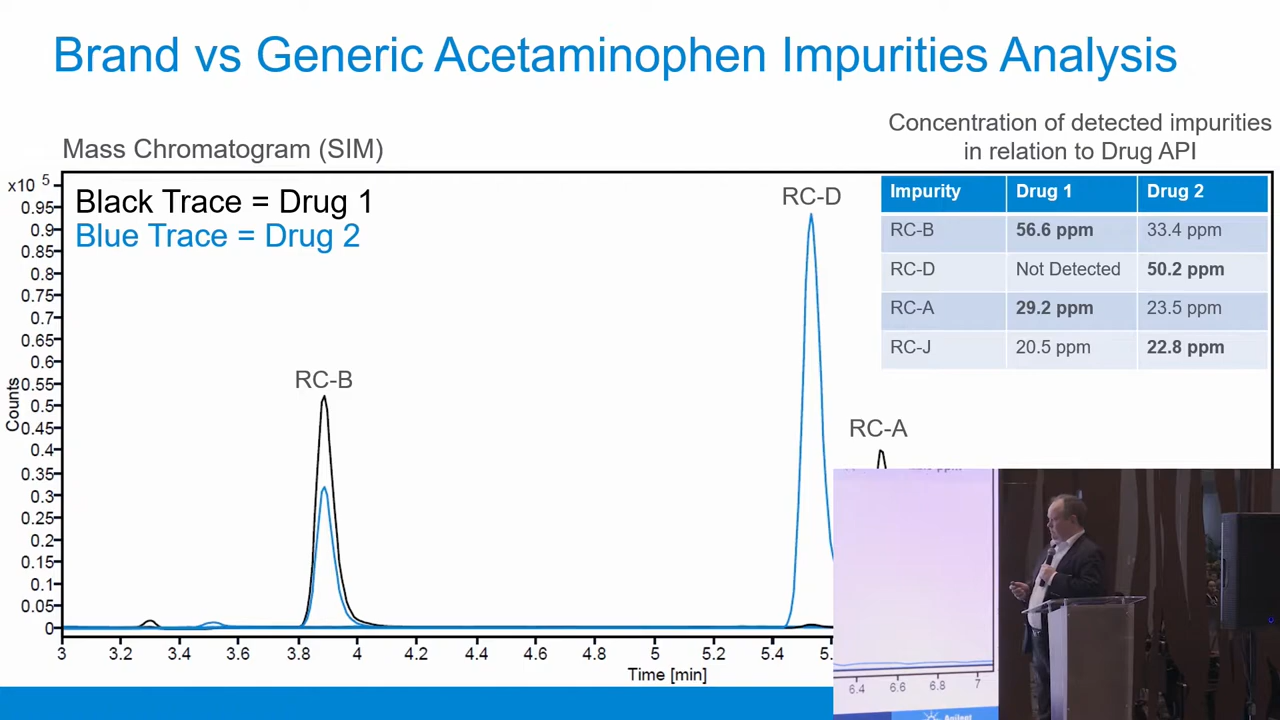 Brand vs Generic Acetaminophen Impurities Analysis
Mass Chromatogram (SIM)
Concentration of detected impurities
in relation to Drug API
x10 5
Black Trace = Drug 1
Blue Trace = Drug 2
RC-D
Impurity Drug 1 Drug 2
RC-B 56.6 ppm 33.4 ppm
RC-D Not Detected 50.2 ppm
RC-A 29.2 ppm 23.5 ppm
RC-J 20.5 ppm 22.8 ppm
RC-B
RC-A
Counts
0.95
0.9
0.85
0.8
0.75
0.7
0.65
0.6
0.55
0.5
0.45
0.4
0.35
0.3
0.25
0.2
0.15
0.1
0.05
0
3 3.2 3.4 3.6 3.8 4 4.2 4.4 4.6 4.8 5 5.2 5.4
Time [min]
6.4 6.6 6.8 7
Agilent